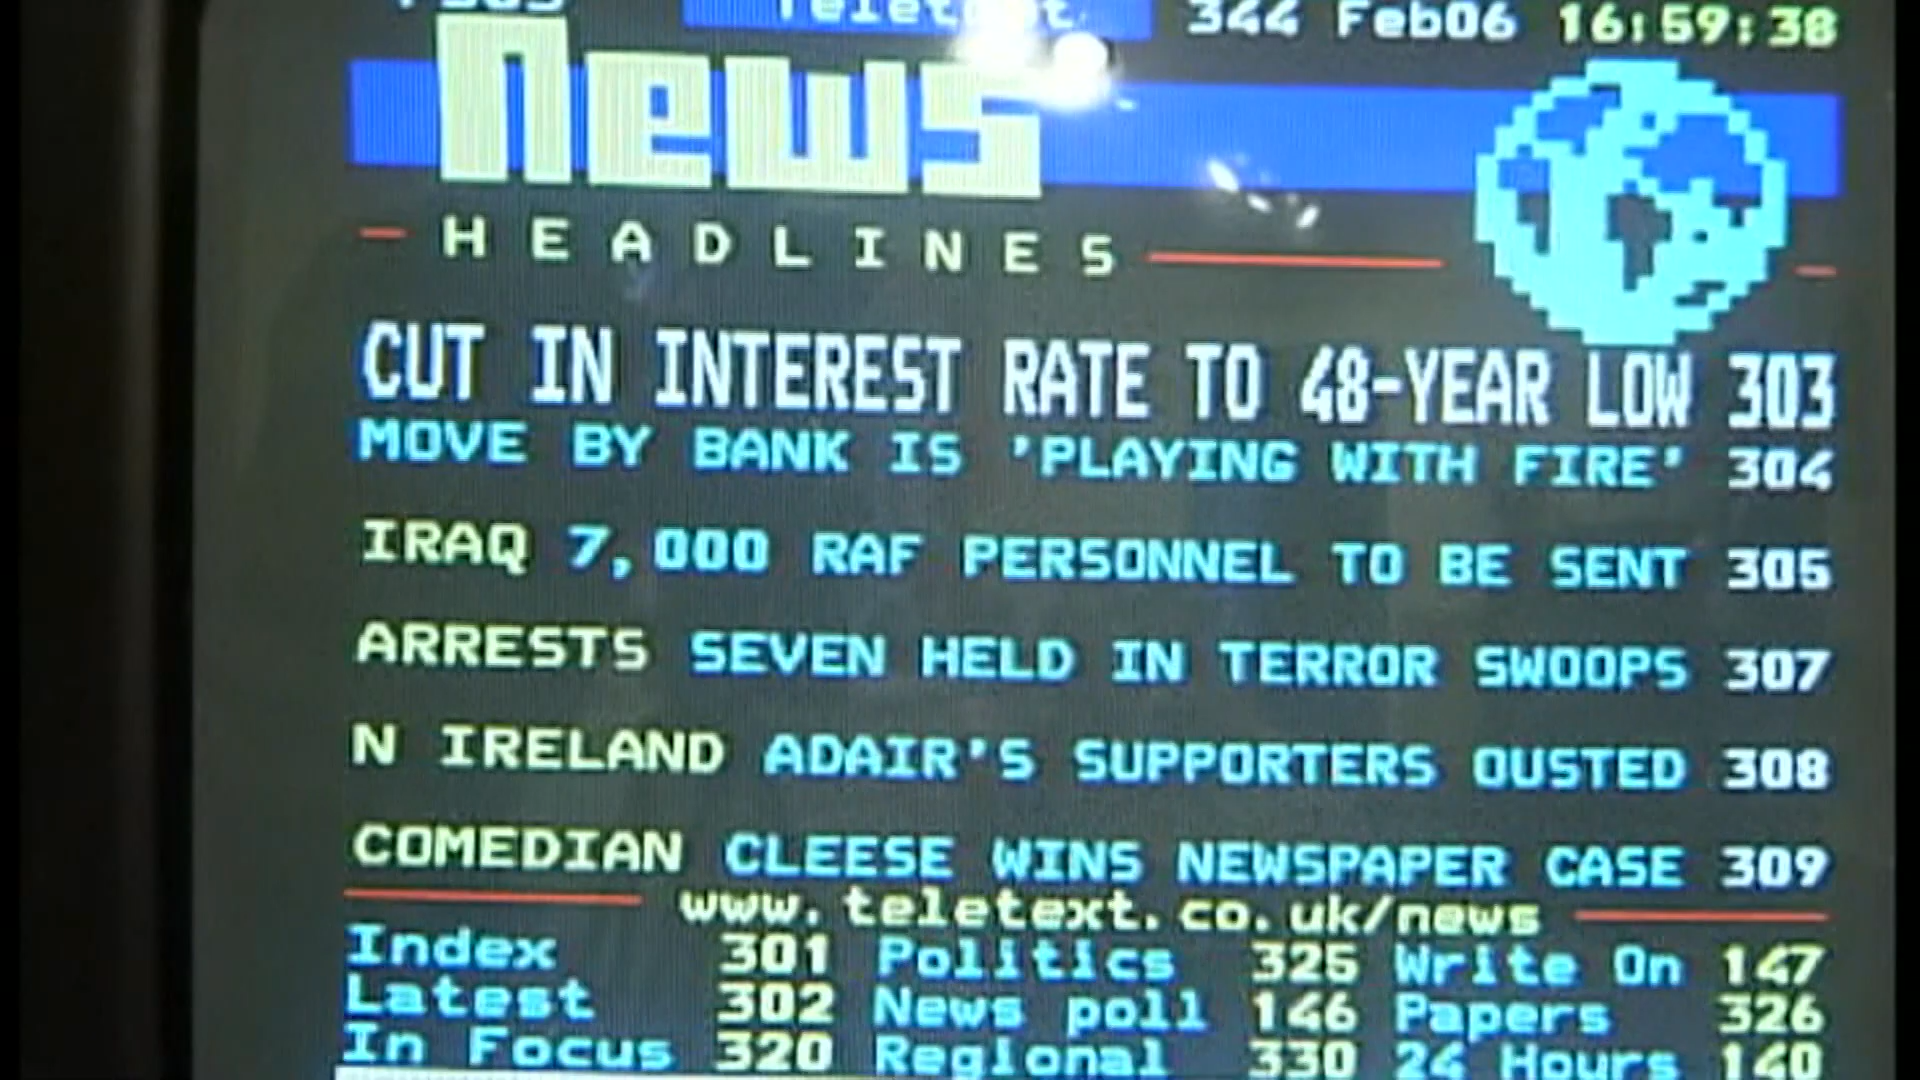 Teletext 344 Feb06 16:59:38
News
HEADLINES
CUT IN INTEREST RATE TO 48-YEAR LOW 303
MOVE BY BANK IS 'PLAYING WITH FIRE' 304
IRAQ 7,000 RAF PERSONNEL TO BE SENT 305
ARRESTS SEVEN HELD IN TERROR SWOOPS 307
N IRELAND ADAIR'S SUPPORTERS OUSTED 308
COMEDIAN CLEESE WINS NEWSPAPER CASE 309
www.teletext.co.uk/news
Index 301 Politics 325 Write On 147
Latest 302 News poll 146 Papers 326
In Focus 320 Regional 330 24 Hours 140